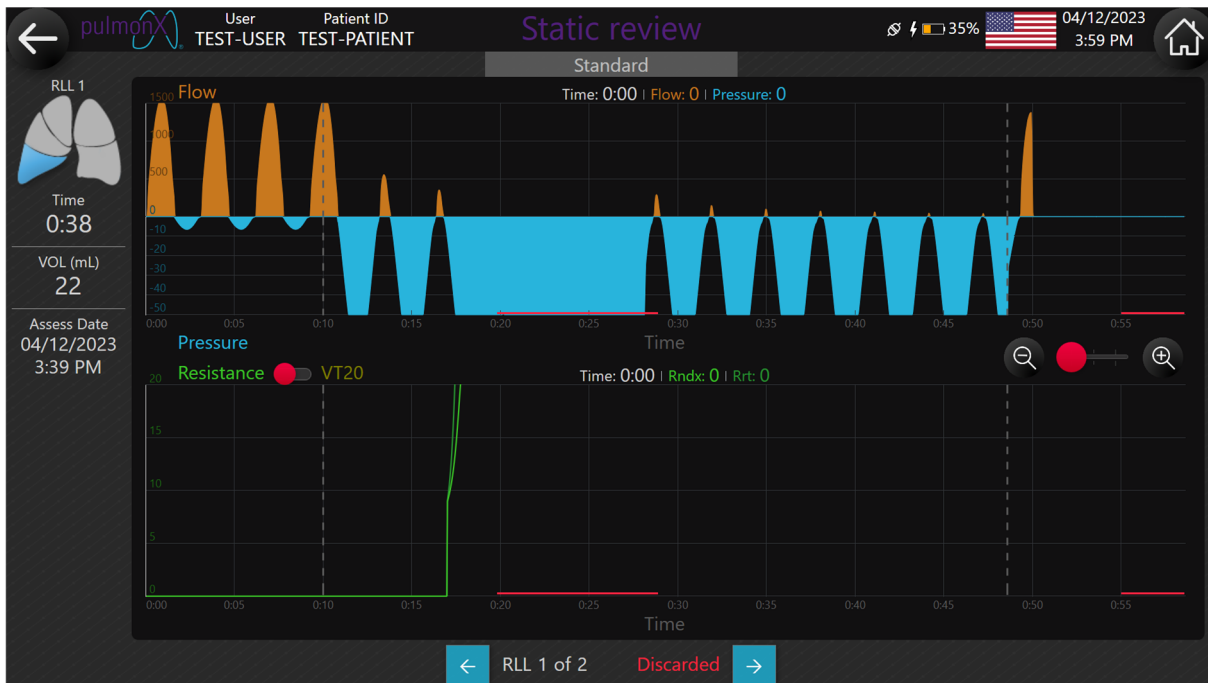 pulmonX
User
TEST-USER
Patient ID
TEST-PATIENT
Static review
35%
04/12/2023
3:59 PM
Standard
RLL 1
Time
0:38
VOL (mL)
22
Assess Date
04/12/2023
3:39 PM
Flow
Time: 0:00 | Flow: 0 | Pressure: 0
1500
1000
500
0
-10
-20
-30
-40
-50
0:00 0:05 0:10 0:15 0:20 0:25 0:30 0:35 0:40 0:45 0:50 0:55
Pressure
Time
Resistance VT20
Time: 0:00 | Rndx: 0 | Rrt: 0
20
15
10
5
0
0:00 0:05 0:10 0:15 0:20 0:25 0:30 0:35 0:40 0:45 0:50 0:55
Time
RLL 1 of 2 Discarded